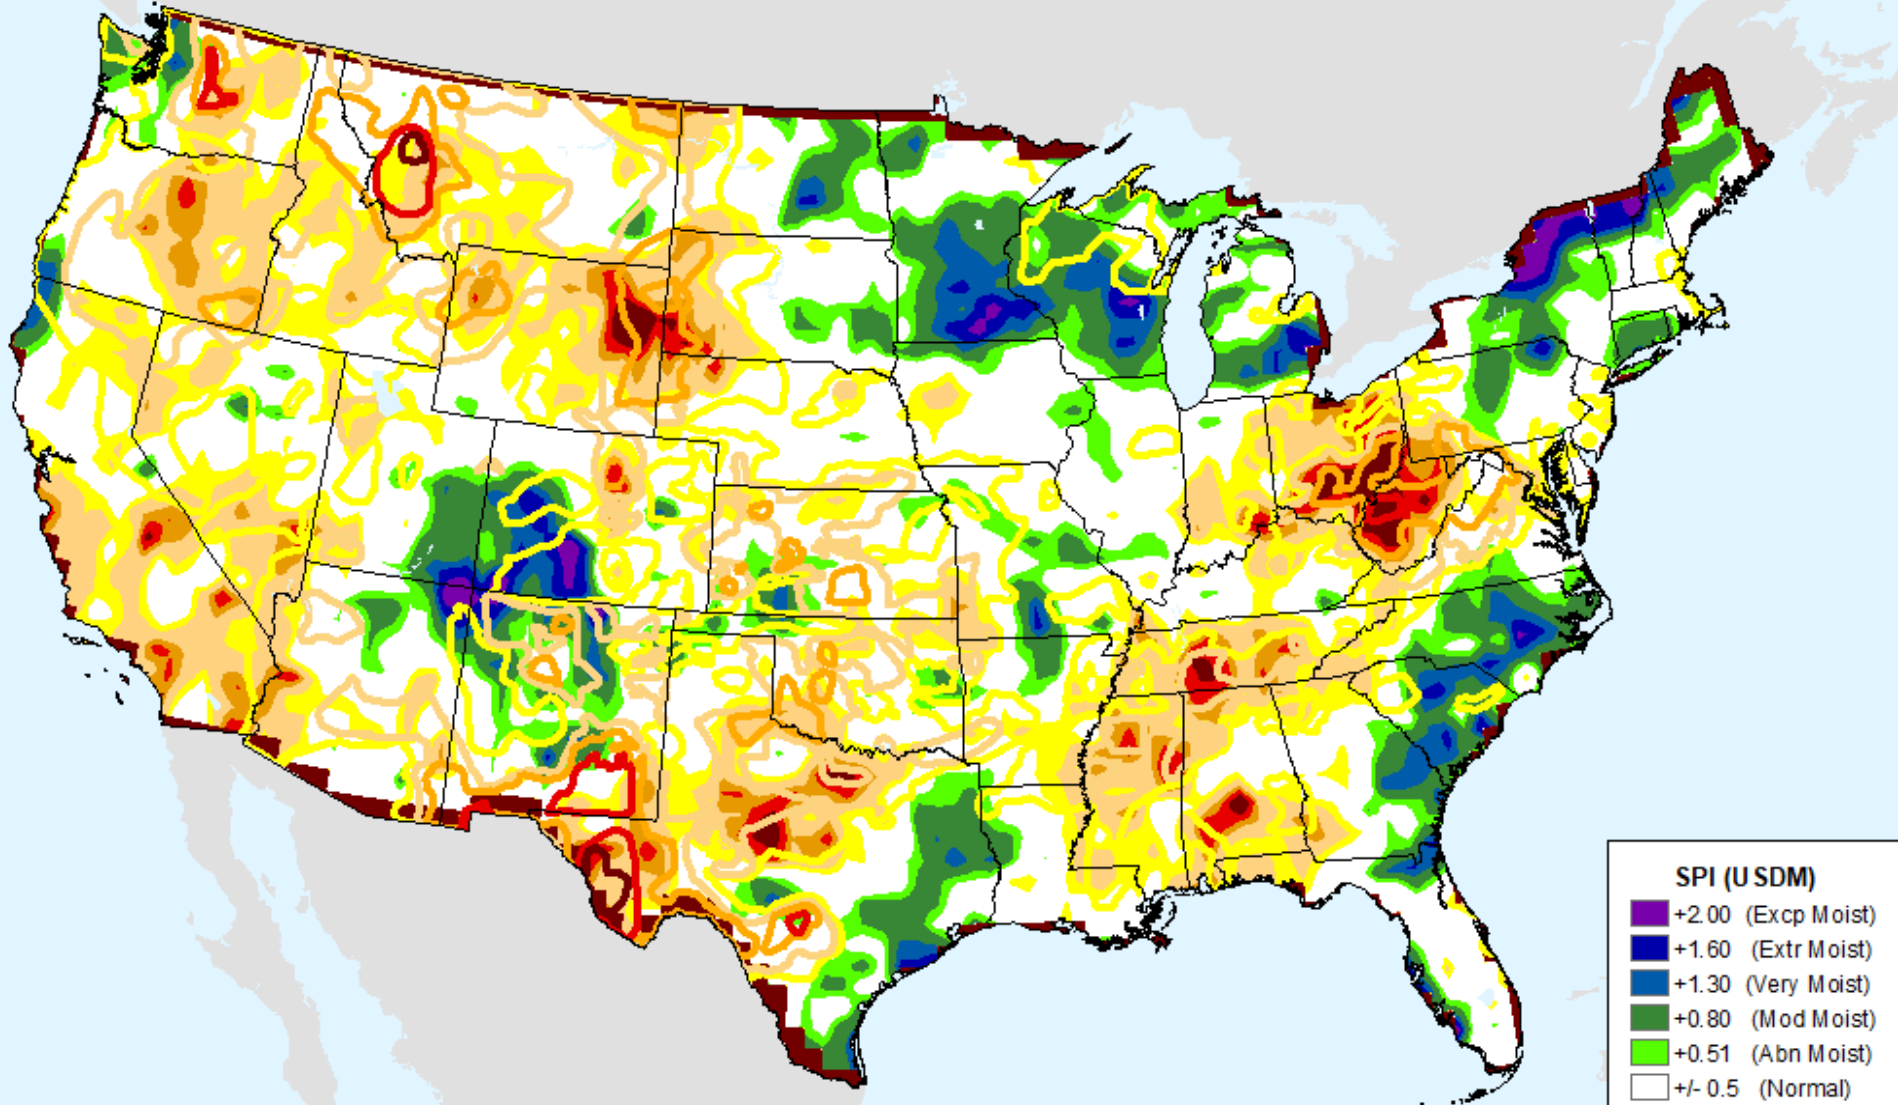 SPI (USDM)
+2.00 (Excp Moist)
+1.60 (Extr Moist)
+1.30 (Very Moist)
+0.80 (Mod Moist)
+0.51 (Abn Moist)
+/- 0.5 (Normal)